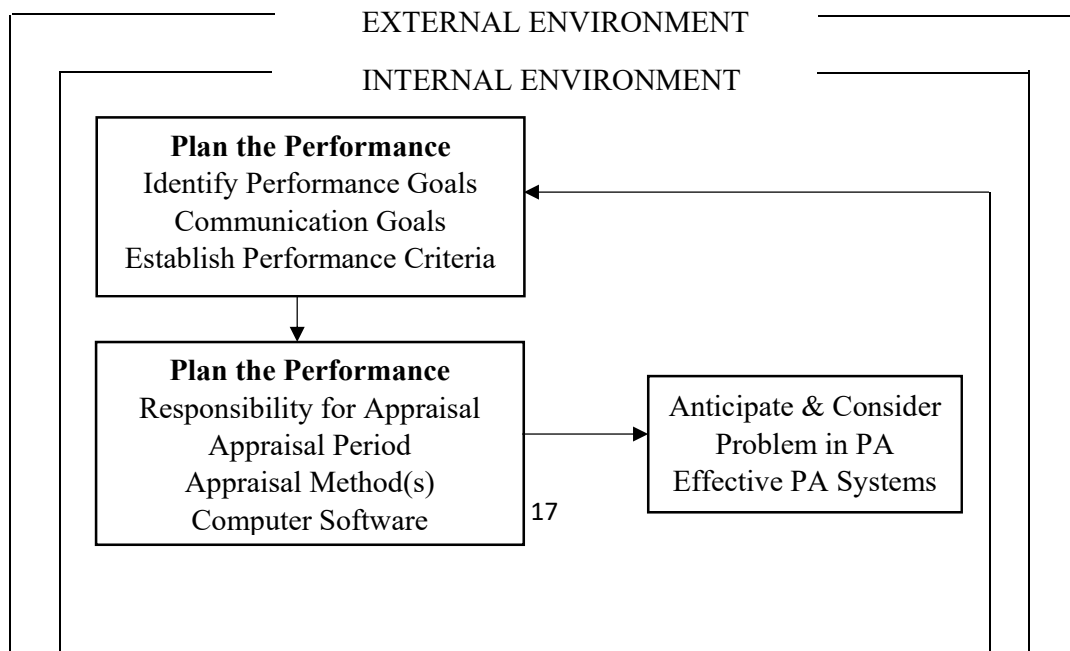 EXTERNAL ENVIRONMENT
INTERNAL ENVIRONMENT
Plan the Performance
Identify Performance Goals
Communication Goals
Establish Performance Criteria
Plan the Performance
Responsibility for Appraisal
Appraisal Period
Appraisal Method(s)
Computer Software
17
Anticipate & Consider
Problem in PA
Effective PA Systems